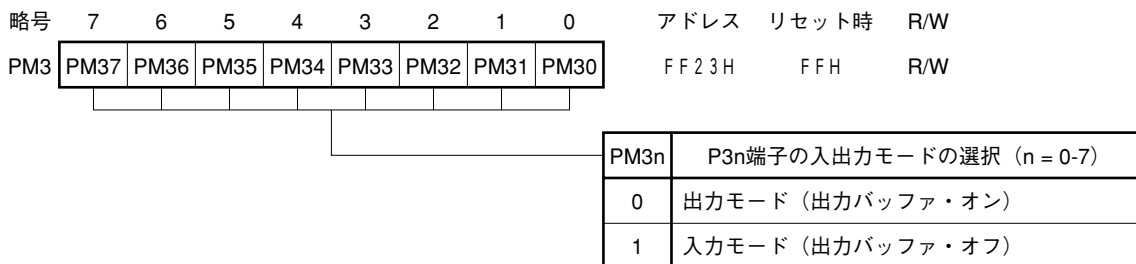 略号 7 6 5 4 3 2 1 0 アドレス リセット時 R/W
PM3 PM37 PM36 PM35 PM34 PM33 PM32 PM31 PM30 FF23H FFH R/W
PM3n P3n端子の入出力モードの選択（n = 0-7）
0 出力モード（出力バッファ・オン）
1 入力モード（出力バッファ・オフ）